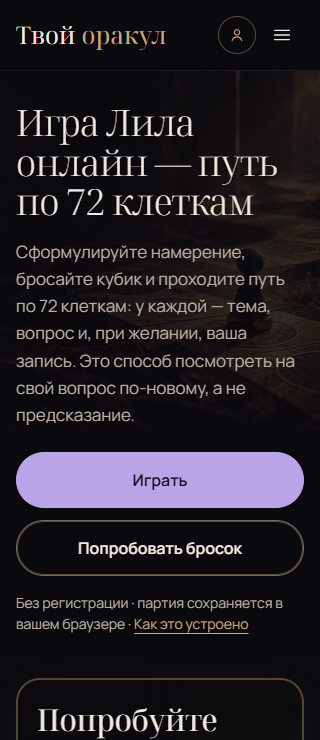 Твой оракул
Игра Лила
онлайн — путь
по 72 клеткам
Сформулируйте намерение,
бросайте кубик и проходите путь
по 72 клеткам: у каждой — тема,
вопрос и, при желании, ваша
запись. Это способ посмотреть на
свой вопрос по-новому, а не
предсказание.
Играть
Попробовать бросок
Без регистрации · партия сохраняется в
вашем браузере · Как это устроено
Попробуйте